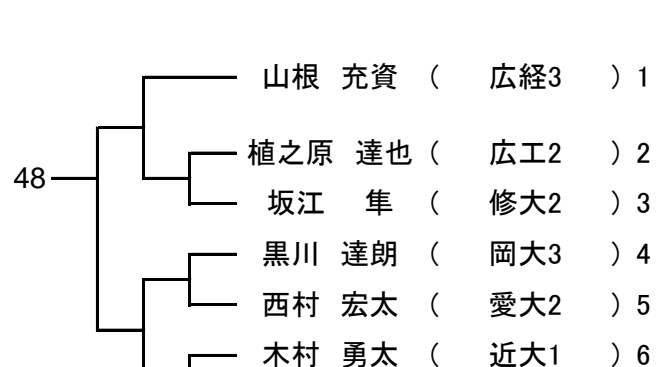 山根 充資 ( 広経3 ) 1
植之原 達也 ( 広工2 ) 2
48
坂江 隼 ( 修大2 ) 3
黒川 達朗 ( 岡大3 ) 4
西村 宏太 ( 愛大2 ) 5
木村 勇太 ( 近大1 ) 6